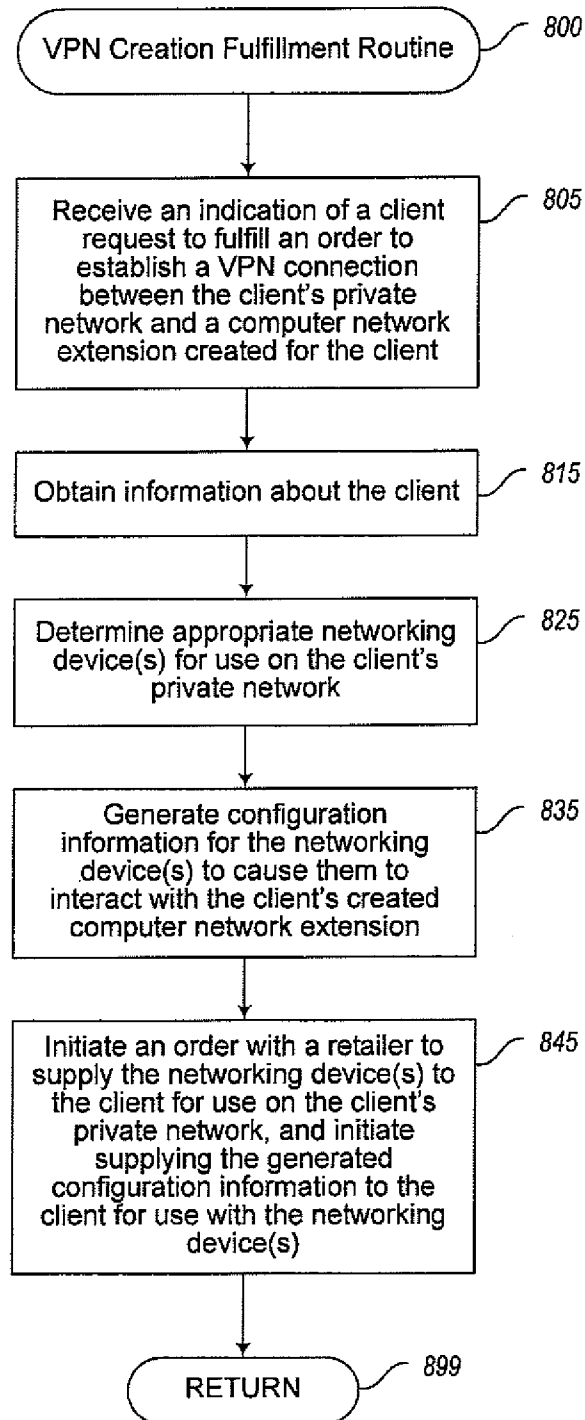 VPN Creation Fulfillment Routine
800
Receive an indication of a client
request to fulfill an order to
establish a VPN connection
between the client's private
network and a computer network
extension created for the client
805
Obtain information about the client
815
Determine appropriate networking
device(s) for use on the client's
private network
825
Generate configuration
information for the networking
device(s) to cause them to
interact with the client's created
computer network extension
835
Initiate an order with a retailer to
supply the networking device(s) to
the client for use on the client's
private network, and initiate
supplying the generated
configuration information to the
client for use with the networking
device(s)
845
RETURN
899